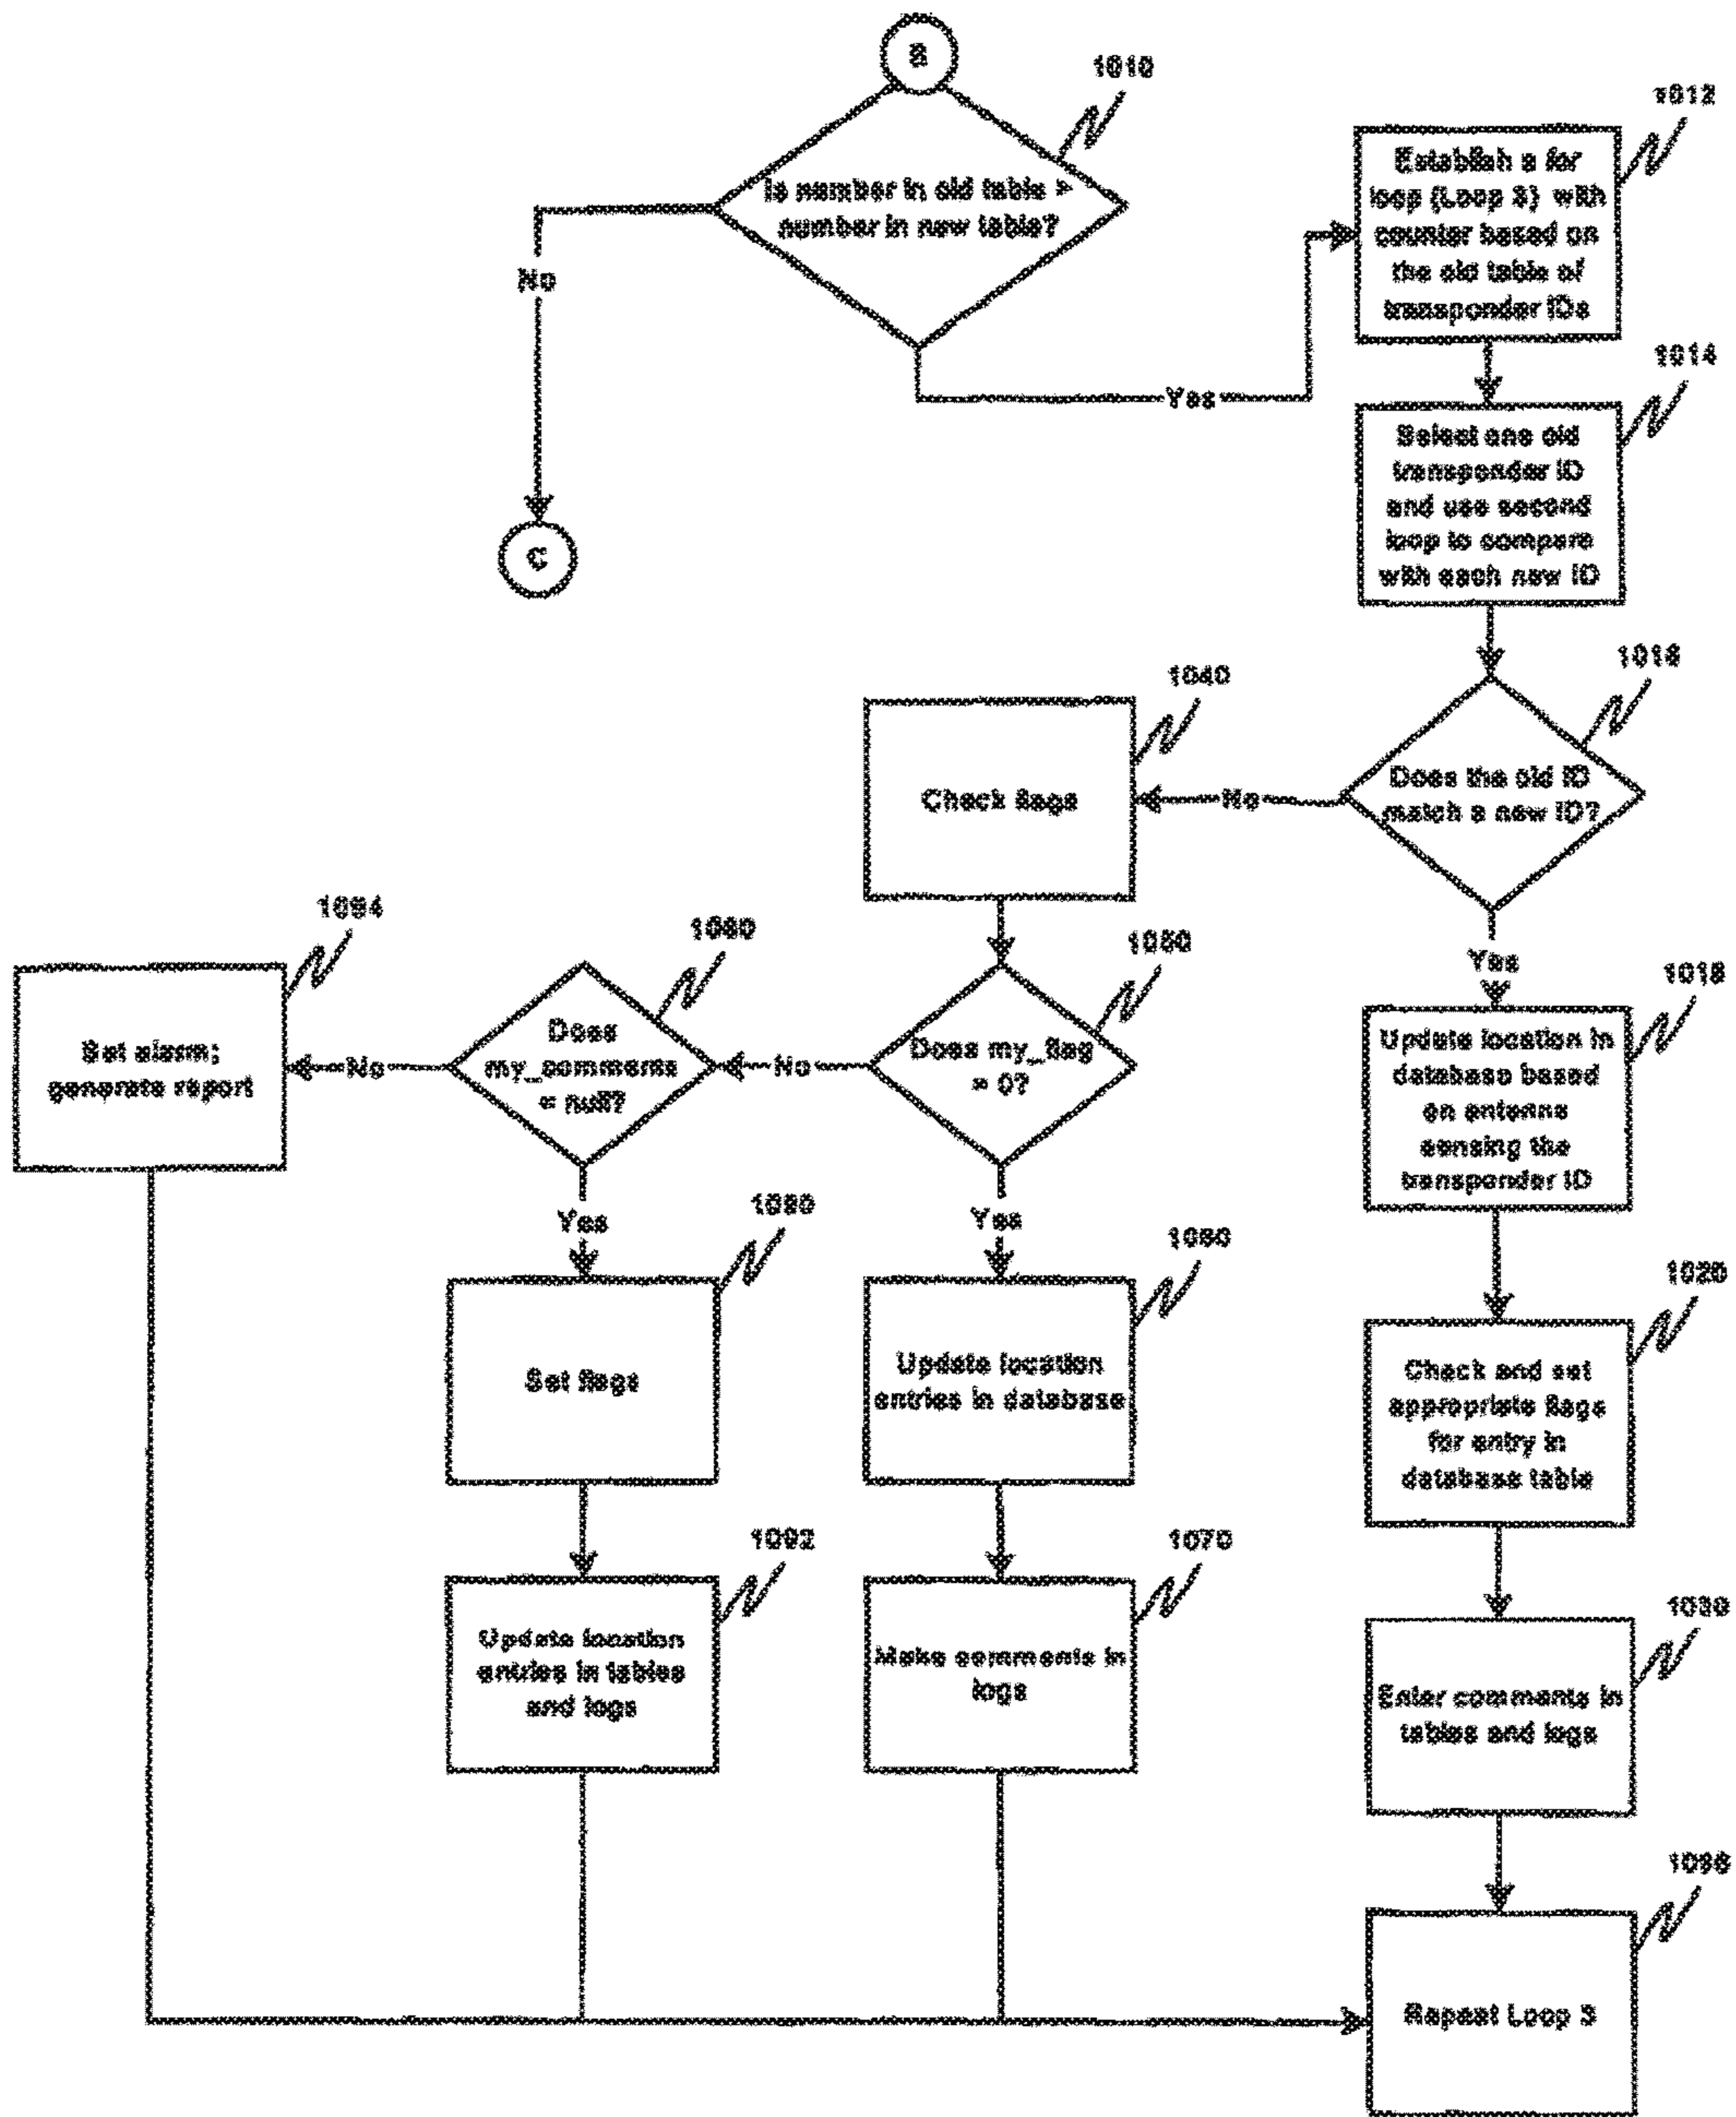 B
1010
Is number in old table >
number in new table?
No
Yes
C
1012
Establish a for
loop (Loop 3) with
counter based on
the old table of
transponder IDs
1014
Select one old
transponder ID
and use second
loop to compare
with each new ID
1016
Does the old ID
match a new ID?
No
Yes
1040
Check flags
1050
Does my_flag
= 0?
No
Yes
1080
Does
my_comments
= null?
No
Yes
1094
Set alarm;
generate report
1018
Update location in
database based
on antenna
sensing the
transponder ID
1090
Set flags
1060
Update location
entries in database
1020
Check and set
appropriate flags
for entry in
database table
1092
Update location
entries in tables
and logs
1070
Make comments in
logs
1030
Enter comments in
tables and logs
1096
Repeat Loop 3